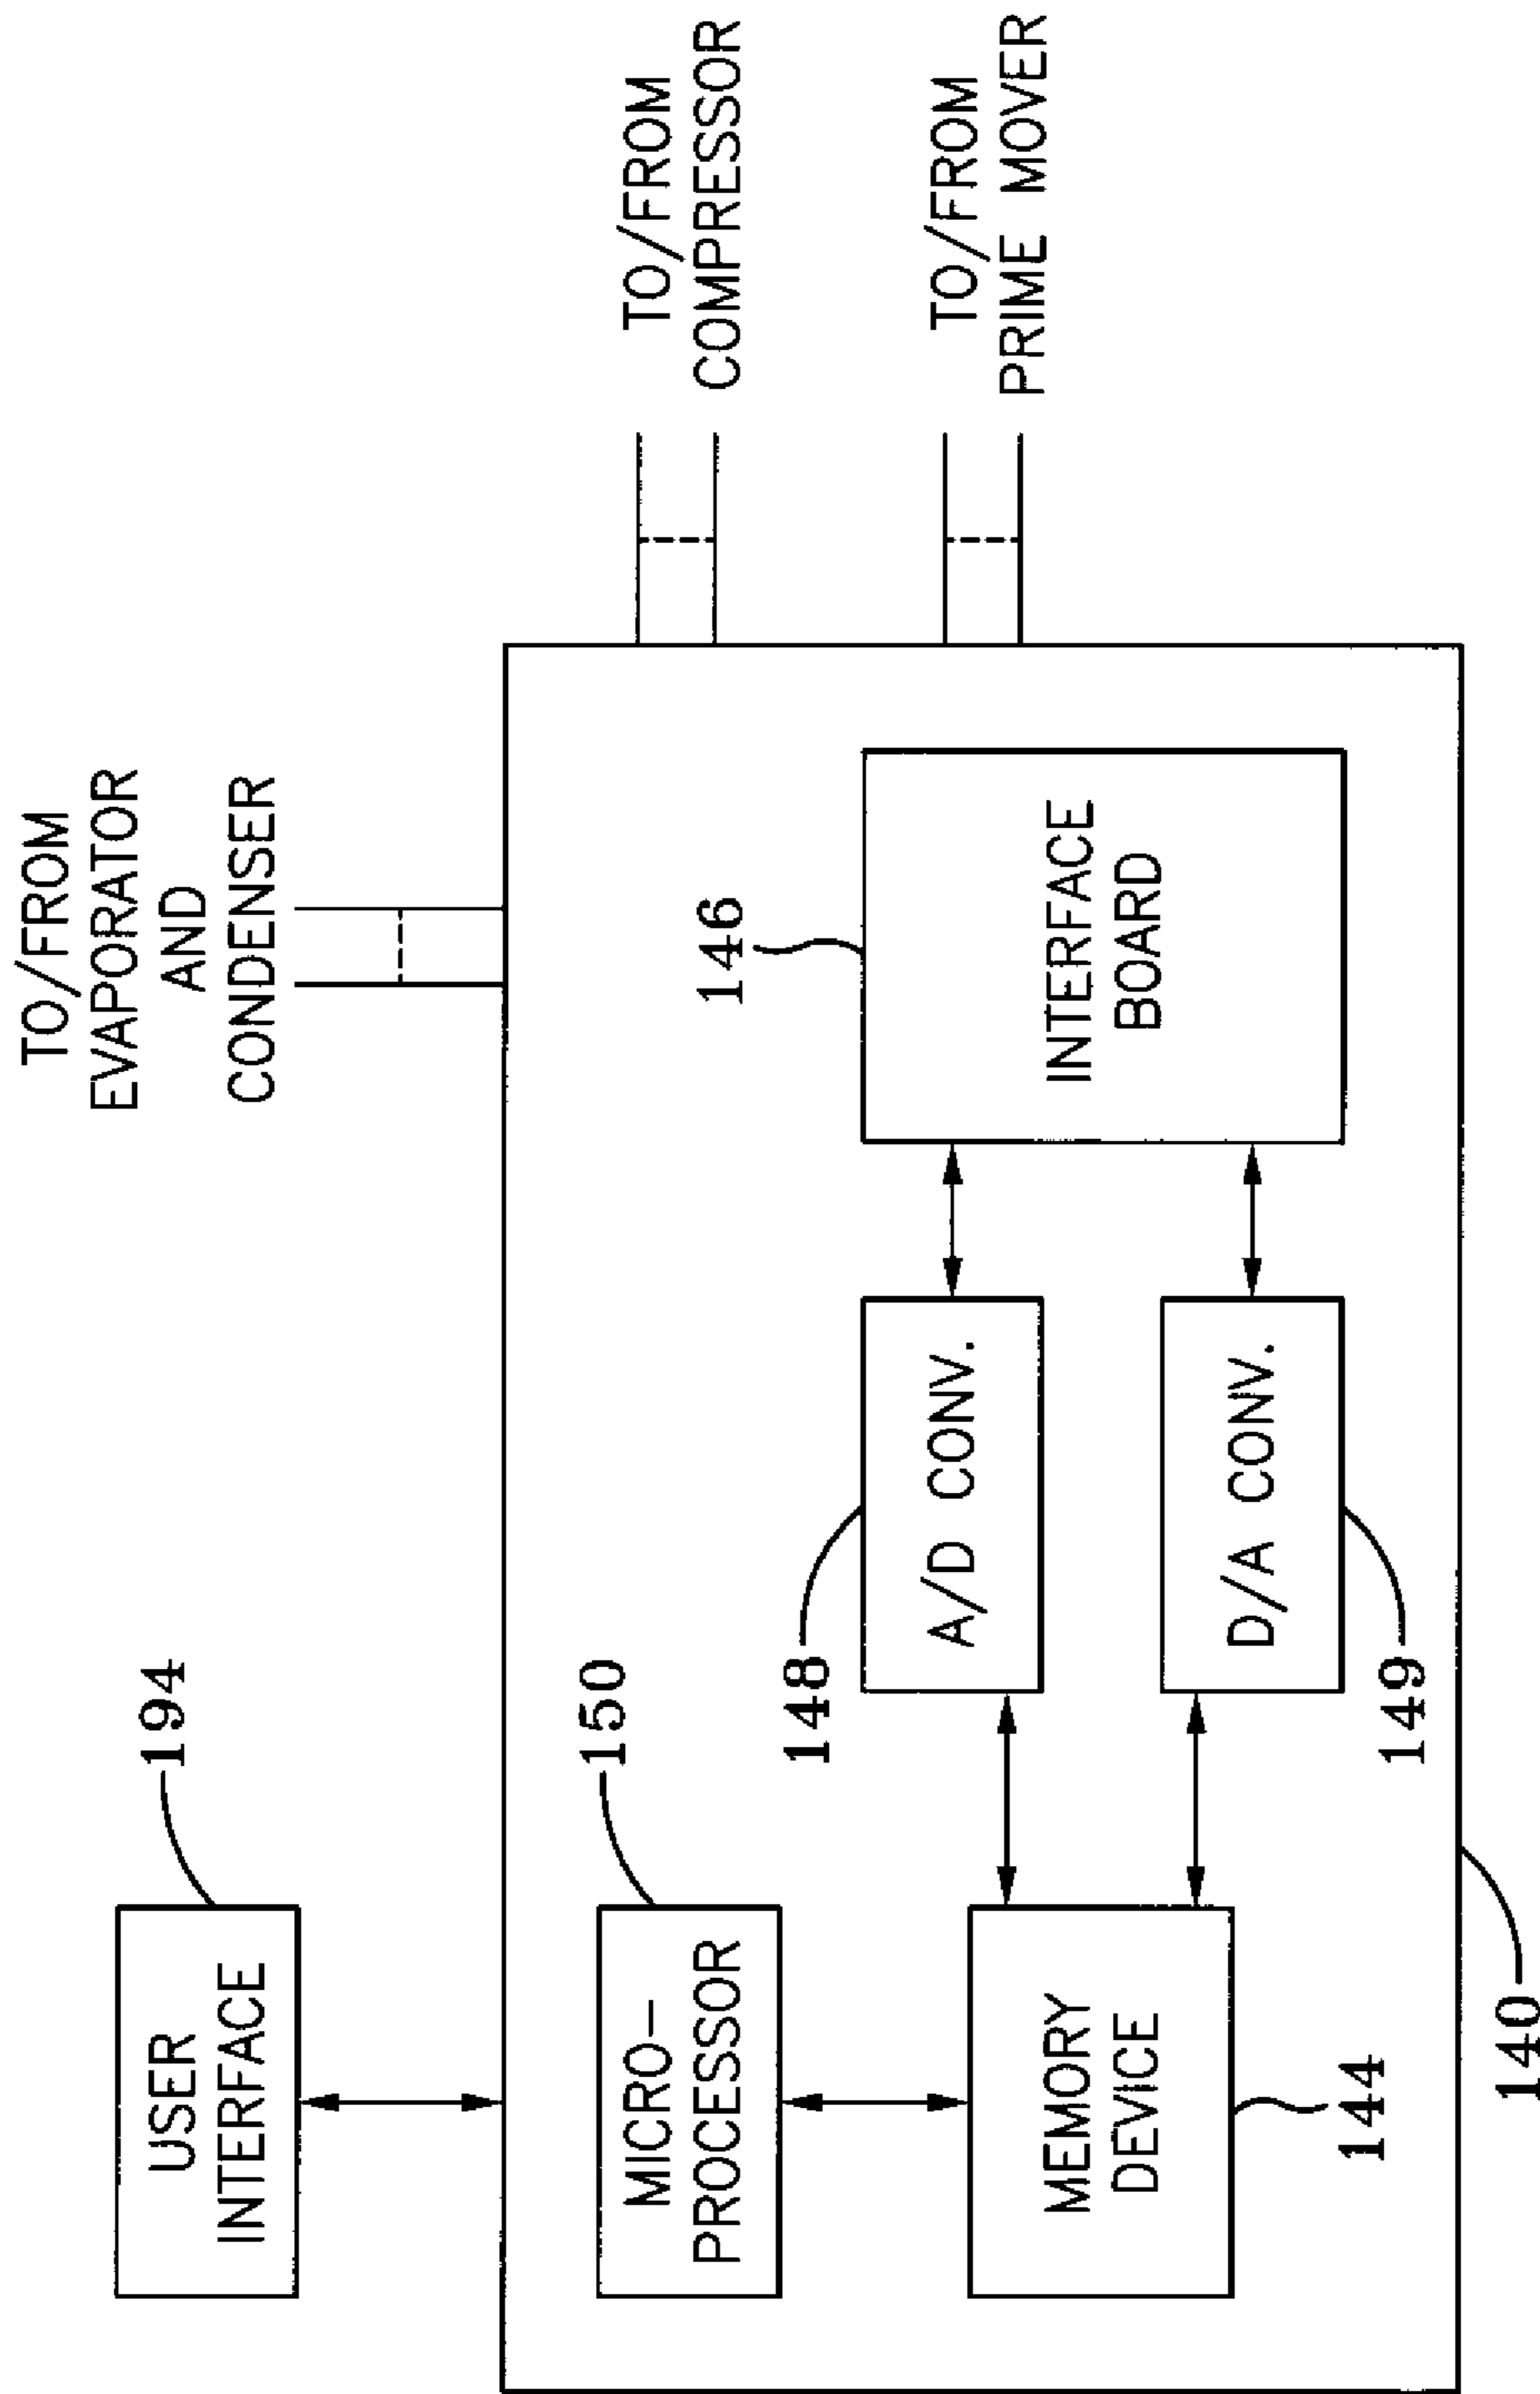 USER
INTERFACE
194
TO/FROM
EVAPORATOR
AND
CONDENSER
MICRO-
PROCESSOR
150
TO/FROM
COMPRESSOR
146
148
A/D CONV.
INTERFACE
BOARD
TO/FROM
PRIME MOVER
MEMORY
DEVICE
D/A CONV.
144
149
140